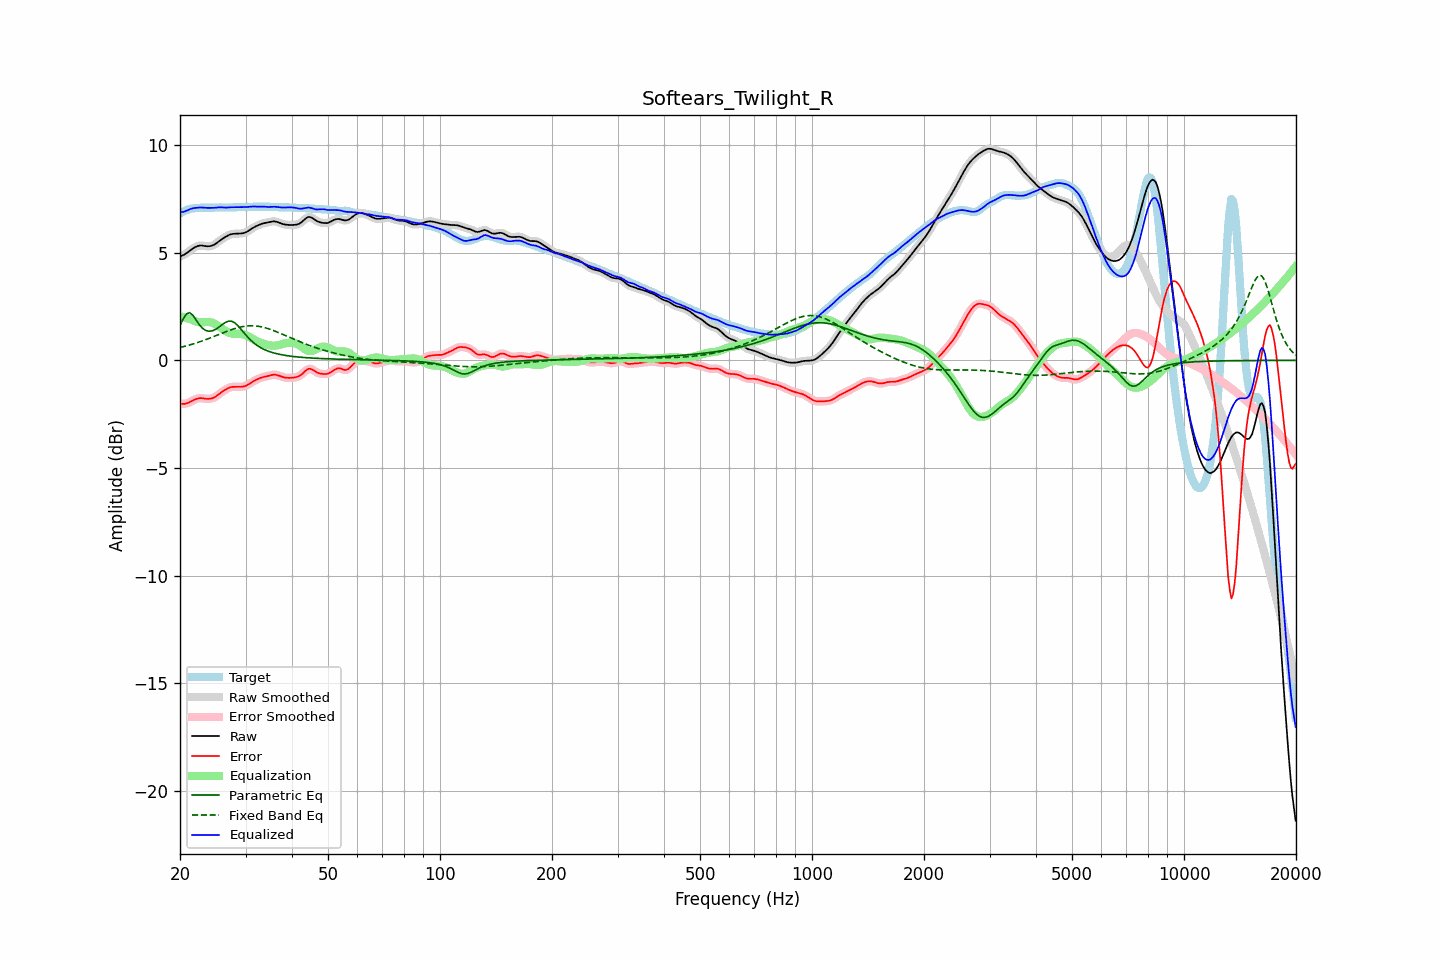 Softears_Twilight_R
Amplitude (dBr)
10
5
0
−5
−10
−15
−20
Target
Raw Smoothed
Error Smoothed
Raw
Error
Equalization
Parametric Eq
Fixed Band Eq
Equalized
20 50 100 200 500 1000 2000 5000 10000 20000
Frequency (Hz)